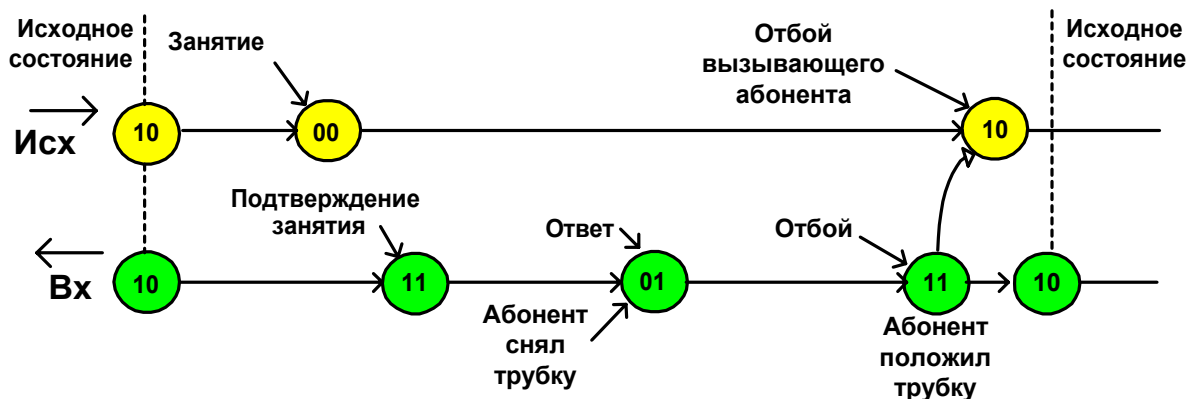 Исходное
состояние
Занятие
Отбой
вызывающего
абонента
Исходное
состояние
Исх
10
00
10
Подтверждение
занятия
Ответ
Отбой
Вх
10
11
01
11
10
Абонент
снял
трубку
Абонент
положил
трубку